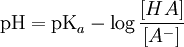 pH = pK_a − log [HA]/[A⁻]